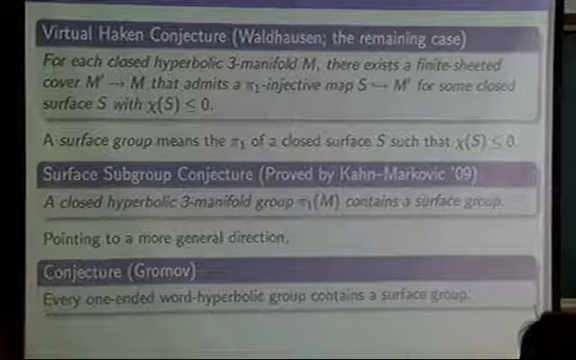 Virtual Haken Conjecture (Waldhausen; the remaining case)
For each closed hyperbolic 3-manifold M, there exists a finite-sheeted
cover M' → M that admits a π₁-injective map S ↪ M' for some closed
surface S with χ(S) ≤ 0.
A surface group means the π₁ of a closed surface S such that χ(S) ≤ 0.
Surface Subgroup Conjecture (Proved by Kahn–Markovic '09)
A closed hyperbolic 3-manifold group π₁(M) contains a surface group.
Pointing to a more general direction,
Conjecture (Gromov)
Every one-ended word-hyperbolic group contains a surface group.